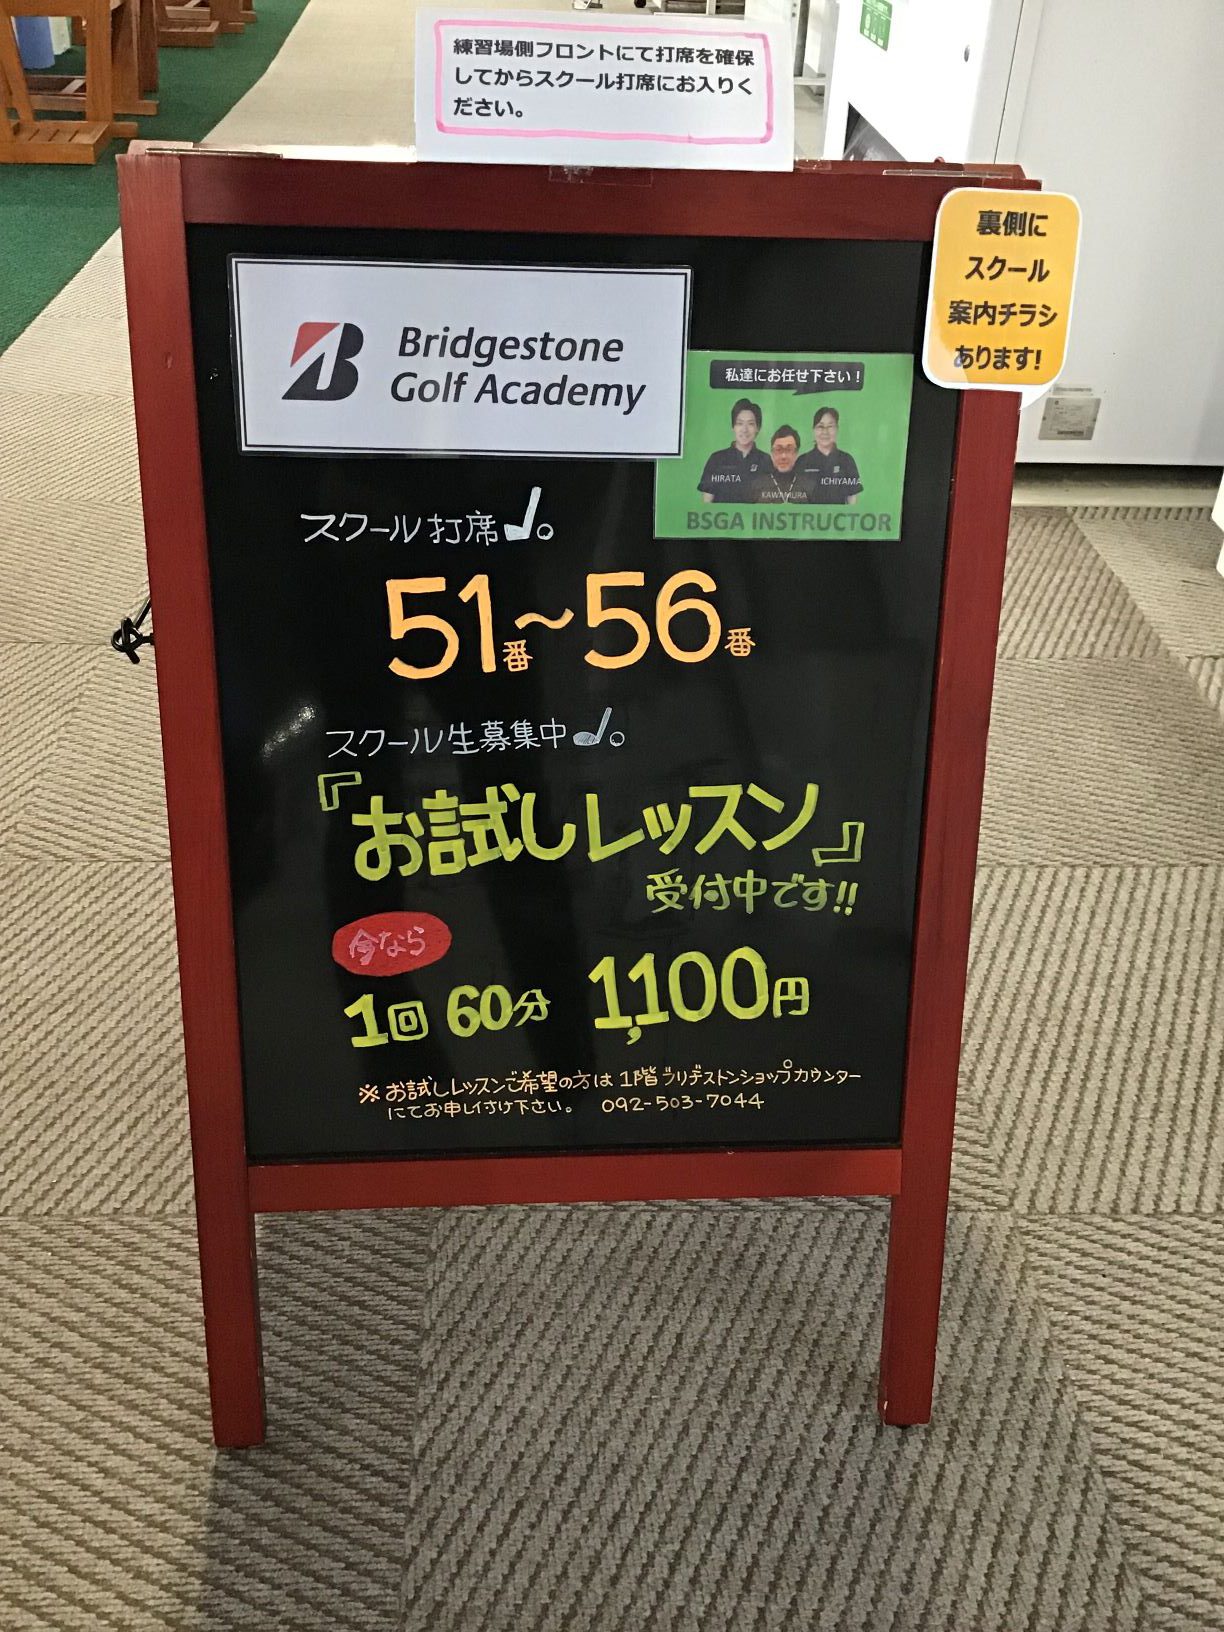 練習場側フロントにて打席を確保
してからスクール打席にお入りく
ださい。
裏側に
スクール
案内チラシ
あります!
Bridgestone
Golf Academy
私達にお任せ下さい！
HIRATA
KAWAMURA
ICHIYAMA
BSGA INSTRUCTOR
スクール打席
51番～56番
スクール生募集中
『お試しレッスン』
受付中です!!
今なら
1回 60分 1,100円
※お試しレッスンご希望の方は1階ブリヂストンショップカウンター
にてお申し付け下さい。 092-503-7044